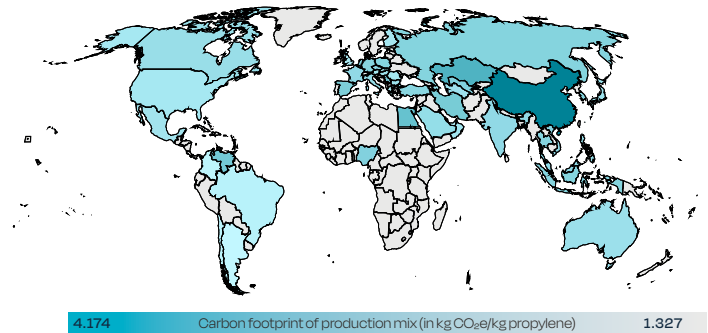 4.174 Carbon footprint of production mix (in kg CO₂e/kg propylene) 1.327